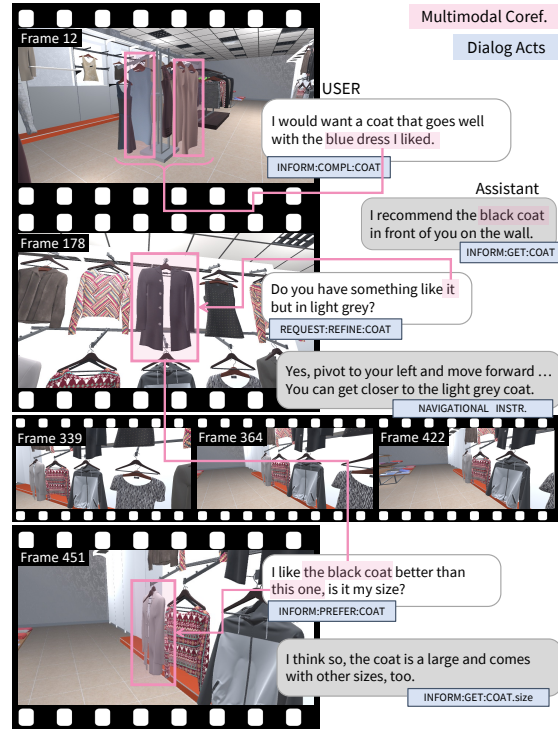 Multimodal Coref.
Dialog Acts
Frame 12
USER
I would want a coat that goes well
with the blue dress I liked.
INFORM:COMPL:COAT
Assistant
I recommend the black coat
in front of you on the wall.
INFORM:GET:COAT
Frame 178
Do you have something like it
but in light grey?
REQUEST:REFINE:COAT
Yes, pivot to your left and move forward ...
You can get closer to the light grey coat.
NAVIGATIONAL INSTR.
Frame 339
Frame 364
Frame 422
Frame 451
I like the black coat better than
this one, is it my size?
INFORM:PREFER:COAT
I think so, the coat is a large and comes
with other sizes, too.
INFORM:GET:COAT.size